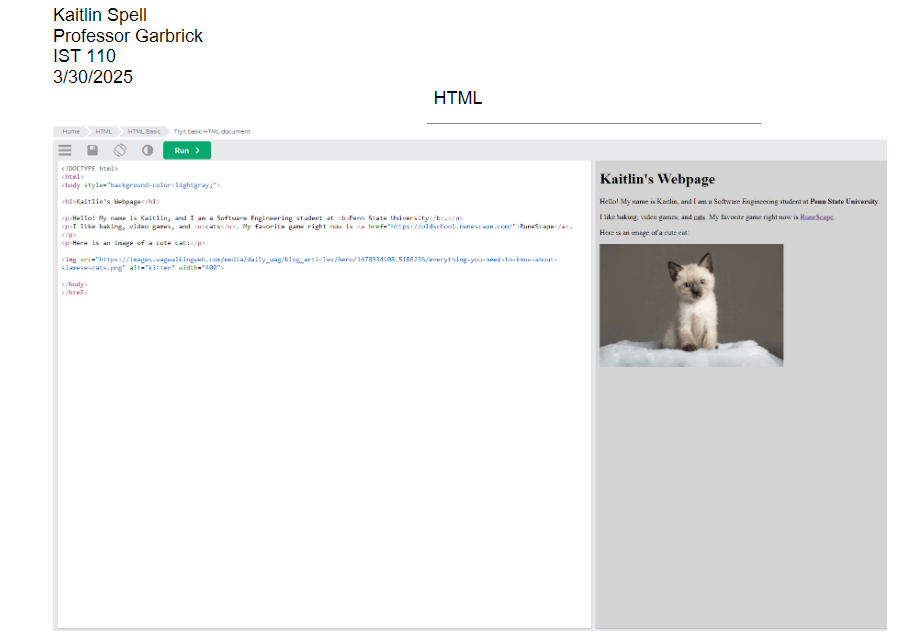 Kaitlin Spell
Professor Garbrick
IST 110
3/30/2025
HTML
Home HTML HTML Basic Tryit basic HTML document
Run
<!DOCTYPE html>
<html>
<body style="background-color:lightgray;">
<h1>Kaitlin's Webpage</h1>
<p>Hello! My name is Kaitlin, and I am a Software Engineering student at <b>Penn State University</b>.</p>
<p>I like baking, video games, and <u>cats</u>. My favorite game right now is <a href="https://oldschool.runescape.com/">RuneScape</a>.
</p>
<p>Here is an image of a cute cat:</p>
<img src="https://images.wagwalkingweb.com/media/daily_wag/blog_articles/hero/1678934108.5188236/everything-you-need-to-know-about-
siamese-cats.png" alt="kitten" width="400">
</body>
</html>
Kaitlin's Webpage
Hello! My name is Kaitlin, and I am a Software Engineering student at Penn State University.
I like baking, video games, and cats. My favorite game right now is RuneScape.
Here is an image of a cute cat: